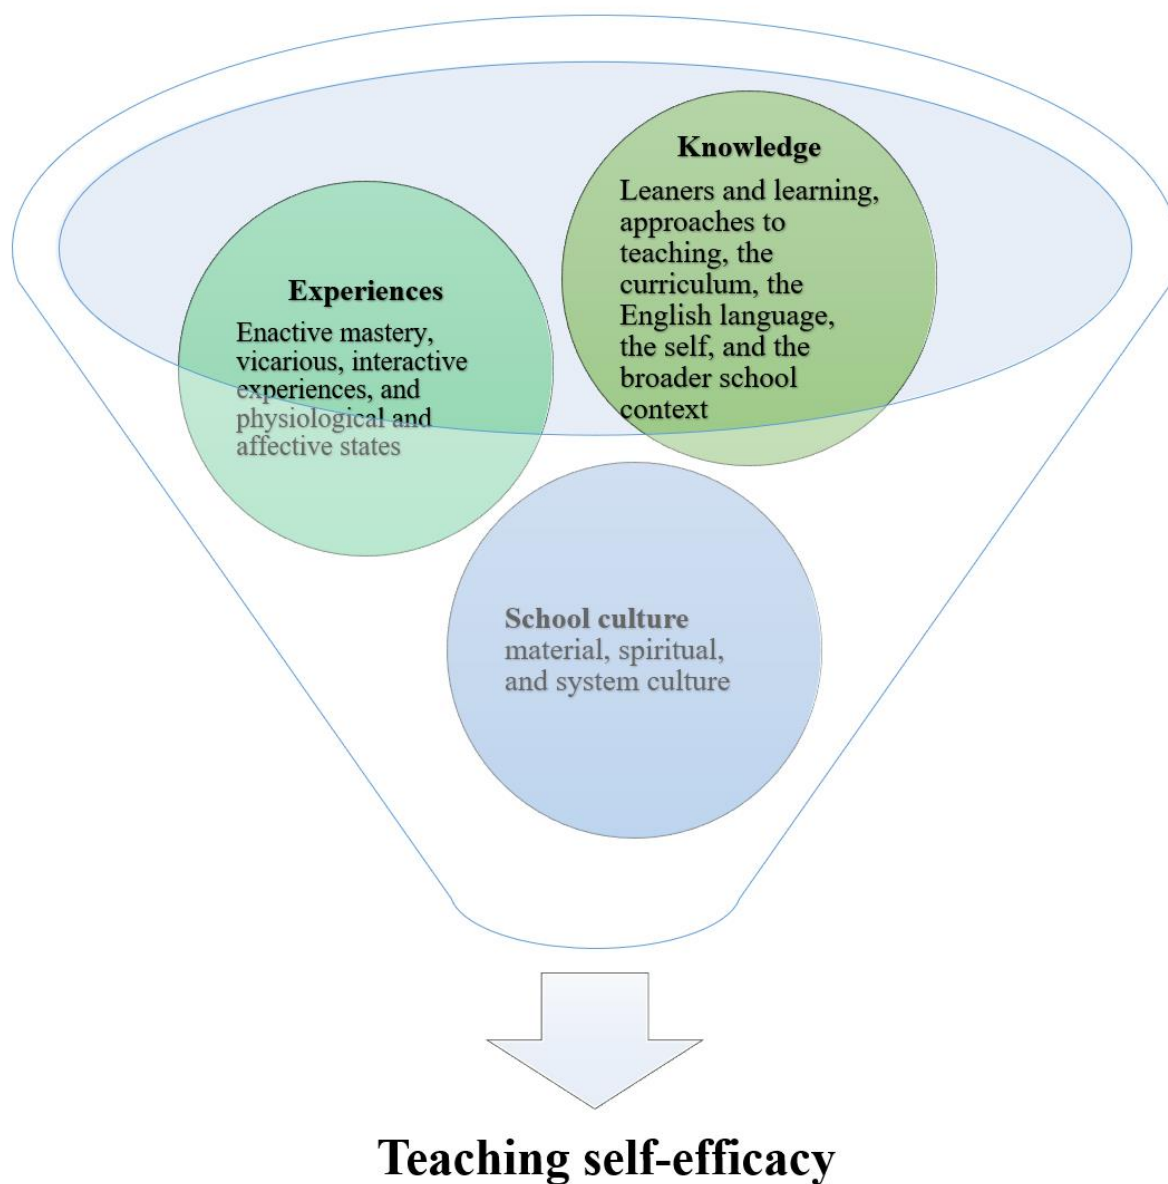 Knowledge
Leaners and learning,
approaches to
teaching, the
curriculum, the
English language,
the self, and the
broader school
context
Experiences
Enactive mastery,
vicarious, interactive
experiences, and
physiological and
affective states
School culture
material, spiritual,
and system culture
Teaching self-efficacy